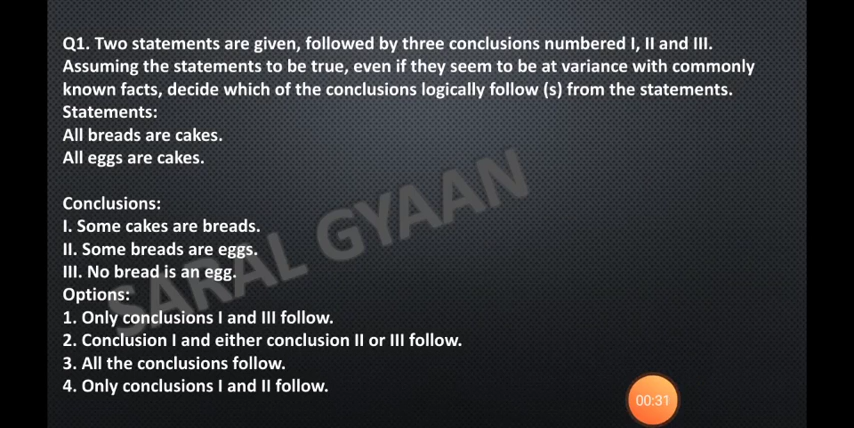 Q1. Two statements are given, followed by three conclusions numbered I, II and III.
Assuming the statements to be true, even if they seem to be at variance with commonly
known facts, decide which of the conclusions logically follow (s) from the statements.
Statements:
All breads are cakes.
All eggs are cakes.
Conclusions:
I. Some cakes are breads.
II. Some breads are eggs.
III. No bread is an egg.
Options:
1. Only conclusions I and III follow.
2. Conclusion I and either conclusion II or III follow.
3. All the conclusions follow.
4. Only conclusions I and II follow.
SARAL GYAAN
00:31